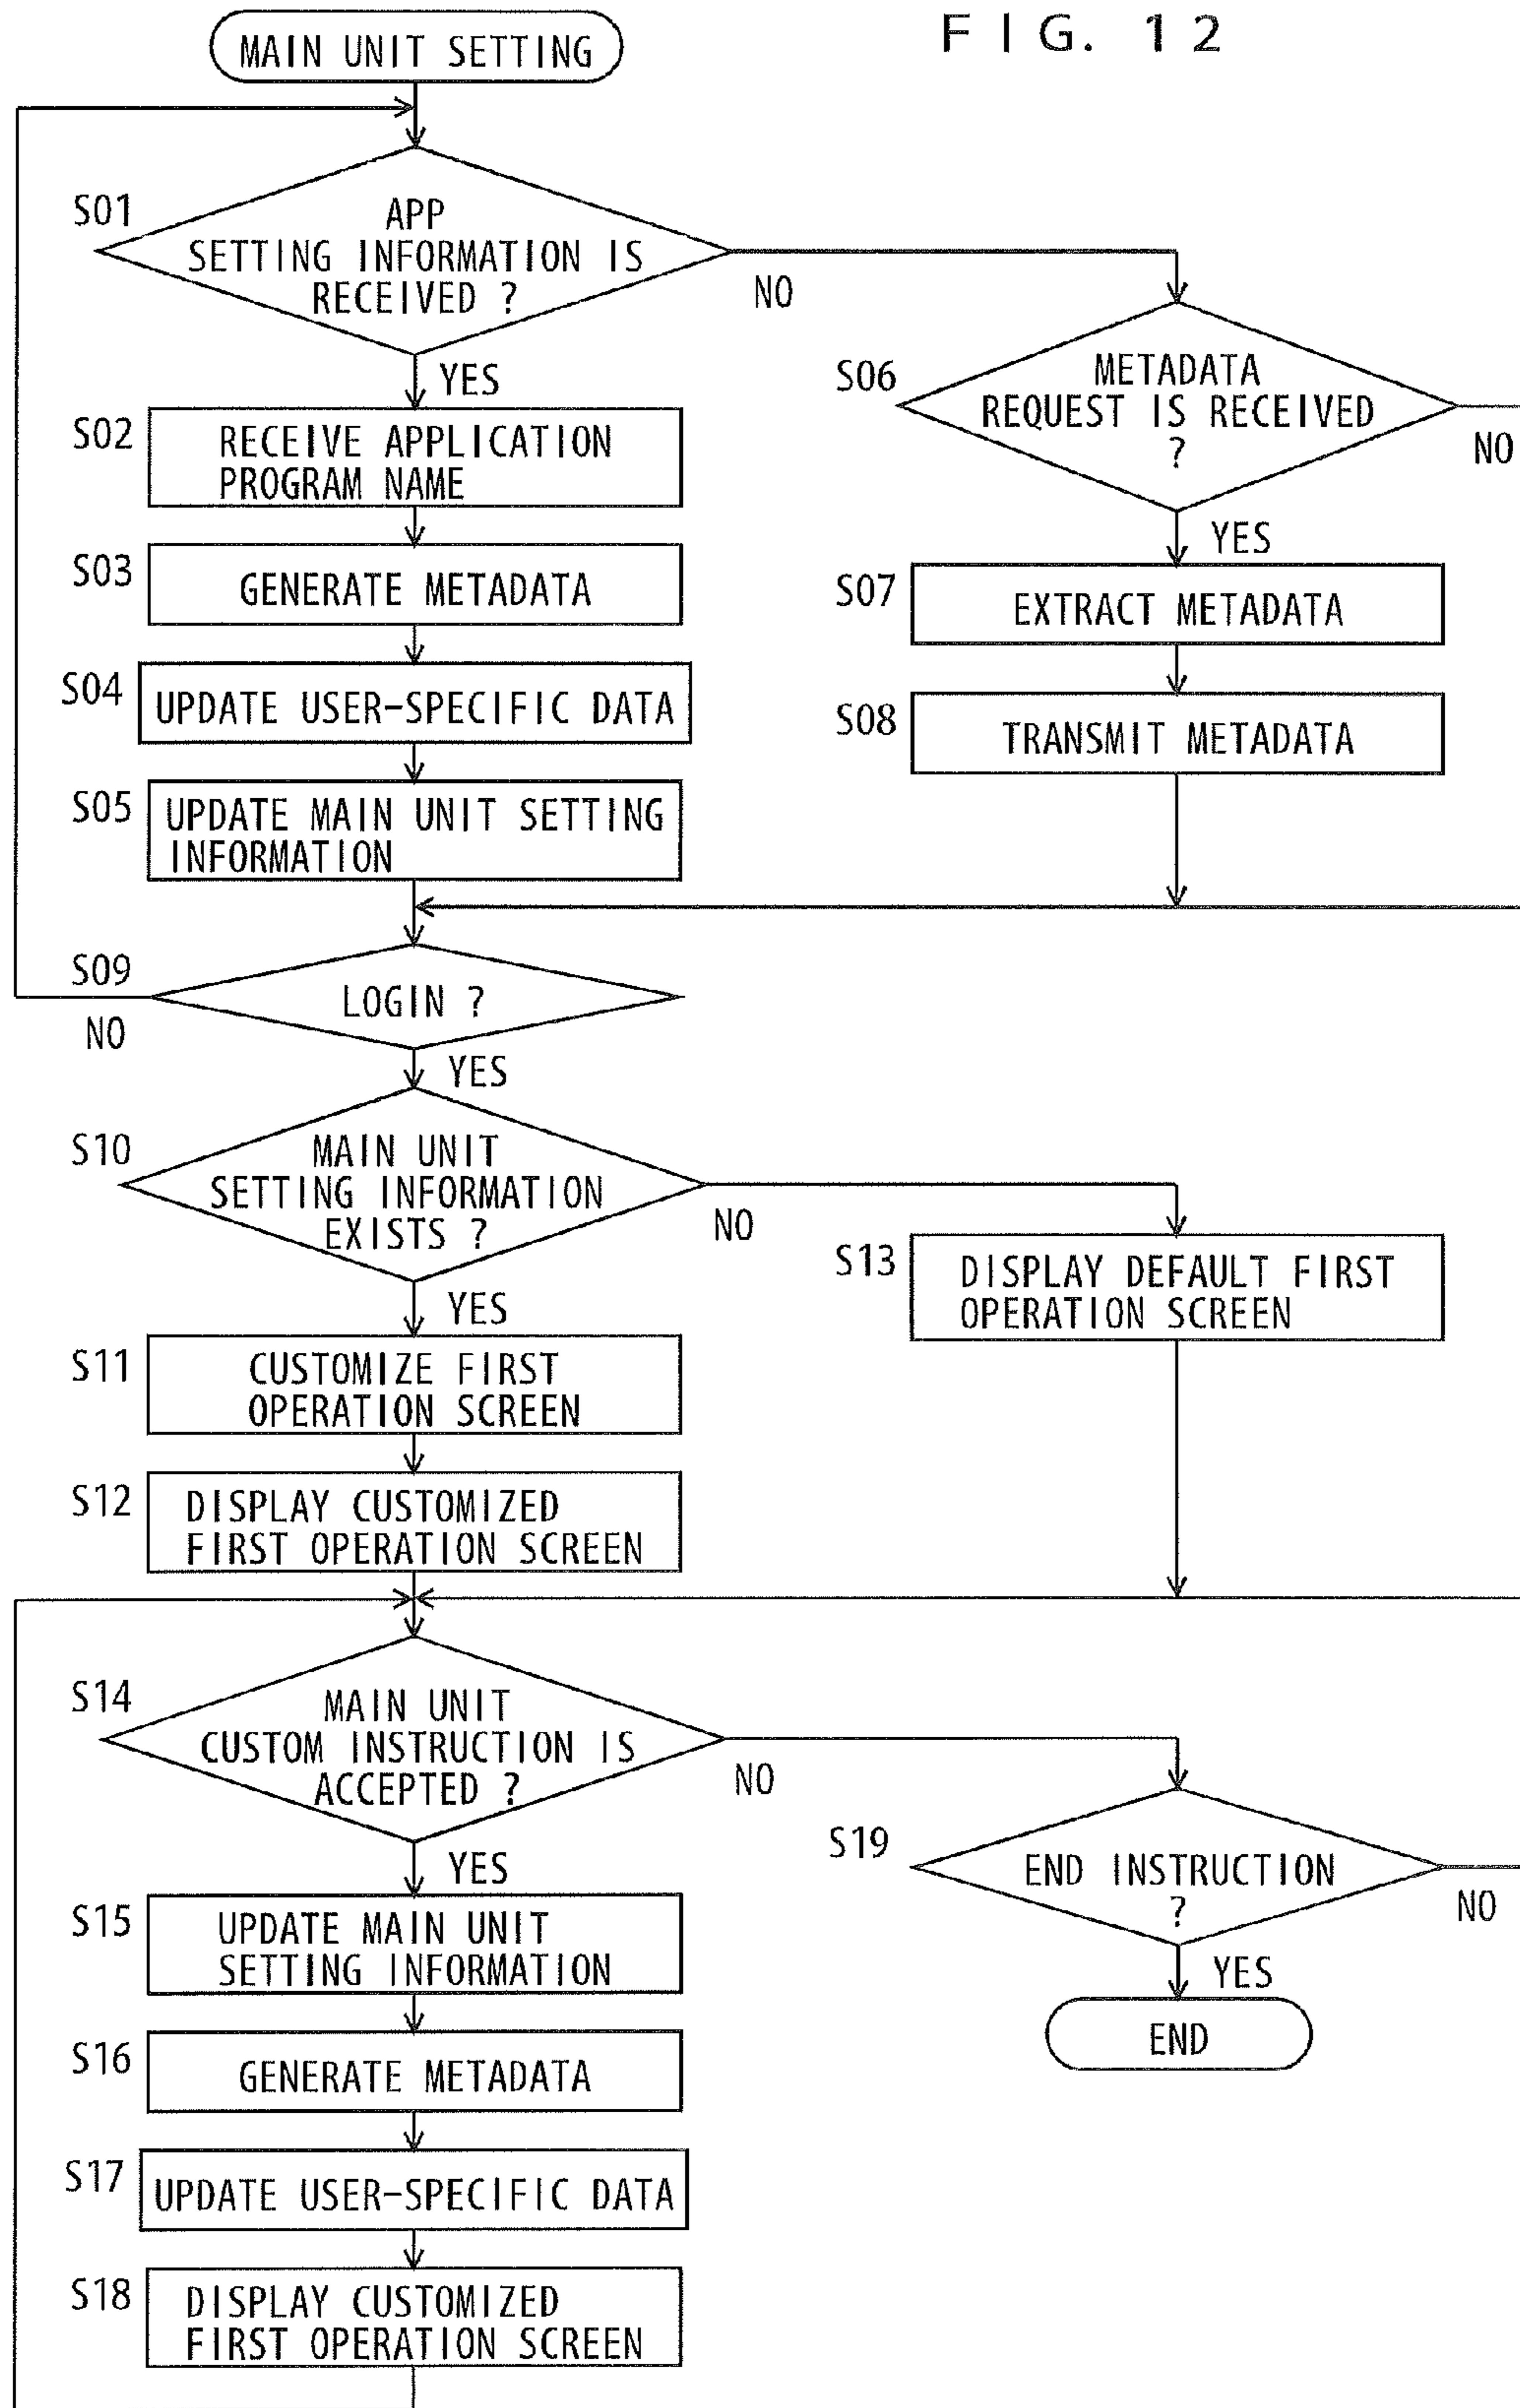 FIG. 12
MAIN UNIT SETTING
S01
APP
SETTING INFORMATION IS
RECEIVED ?
NO
YES
S02
RECEIVE APPLICATION
PROGRAM NAME
S03
GENERATE METADATA
S04
UPDATE USER-SPECIFIC DATA
S05
UPDATE MAIN UNIT SETTING
INFORMATION
S06
METADATA
REQUEST IS RECEIVED
?
NO
YES
S07
EXTRACT METADATA
S08
TRANSMIT METADATA
S09
LOGIN ?
NO
YES
S10
MAIN UNIT
SETTING INFORMATION
EXISTS ?
NO
YES
S11
CUSTOMIZE FIRST
OPERATION SCREEN
S12
DISPLAY CUSTOMIZED
FIRST OPERATION SCREEN
S13
DISPLAY DEFAULT FIRST
OPERATION SCREEN
S14
MAIN UNIT
CUSTOM INSTRUCTION IS
ACCEPTED ?
NO
YES
S15
UPDATE MAIN UNIT
SETTING INFORMATION
S16
GENERATE METADATA
S17
UPDATE USER-SPECIFIC DATA
S18
DISPLAY CUSTOMIZED
FIRST OPERATION SCREEN
S19
END INSTRUCTION
?
NO
YES
END